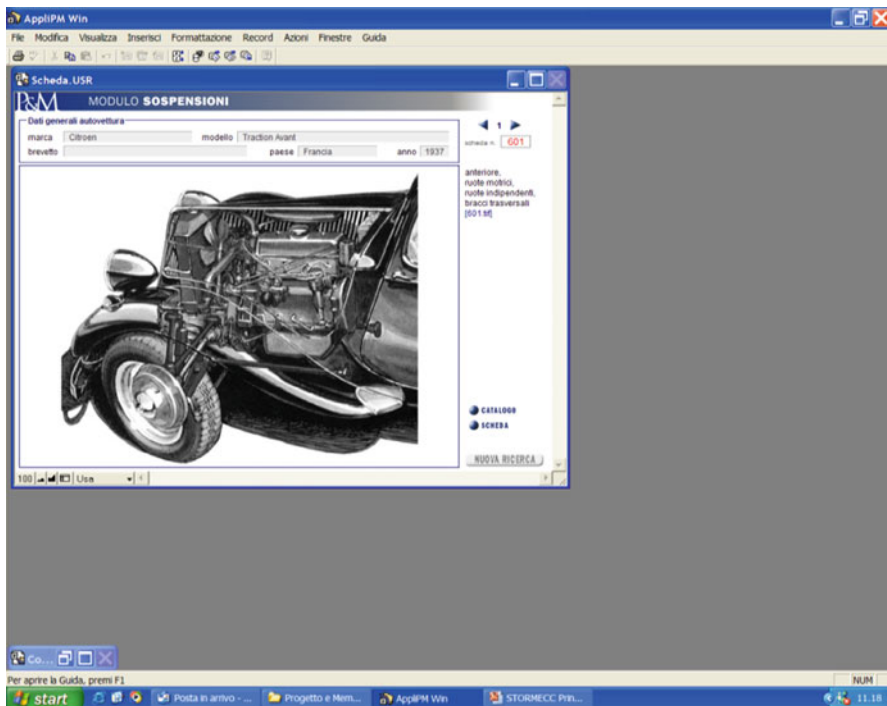 AppliPM Win
File Modifica Visualizza Inserisci Formattazione Record Azioni Finestre Guida
Scheda.USR
P&M MODULO SOSPENSIONI
Dati generali autovettura
marca Citroen modello Traction Avant
brevetto paese Francia anno 1937
1
scheda n. 601
anteriore,
ruote motrici,
ruote indipendenti,
bracci trasversali
[601.tif]
CATALOGO
SCHEDA
NUOVA RICERCA
100 Usa
Co...
Per aprire la Guida, premi F1 NUM
start Posta in arrivo - ... Progetto e Mem... AppliPM Win STORMECC Prin... 11.18